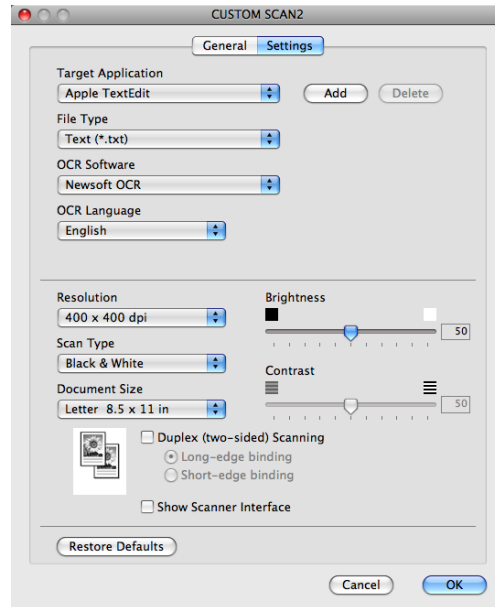 CUSTOM SCAN2
General Settings
Target Application
Apple TextEdit Add Delete
File Type
Text (*.txt)
OCR Software
Newsoft OCR
OCR Language
English
Resolution Brightness
400 x 400 dpi 50
Scan Type
Black & White
Contrast
Document Size
Letter 8.5 x 11 in 50
Duplex (two-sided) Scanning
Long-edge binding
Short-edge binding
Show Scanner Interface
Restore Defaults
Cancel OK